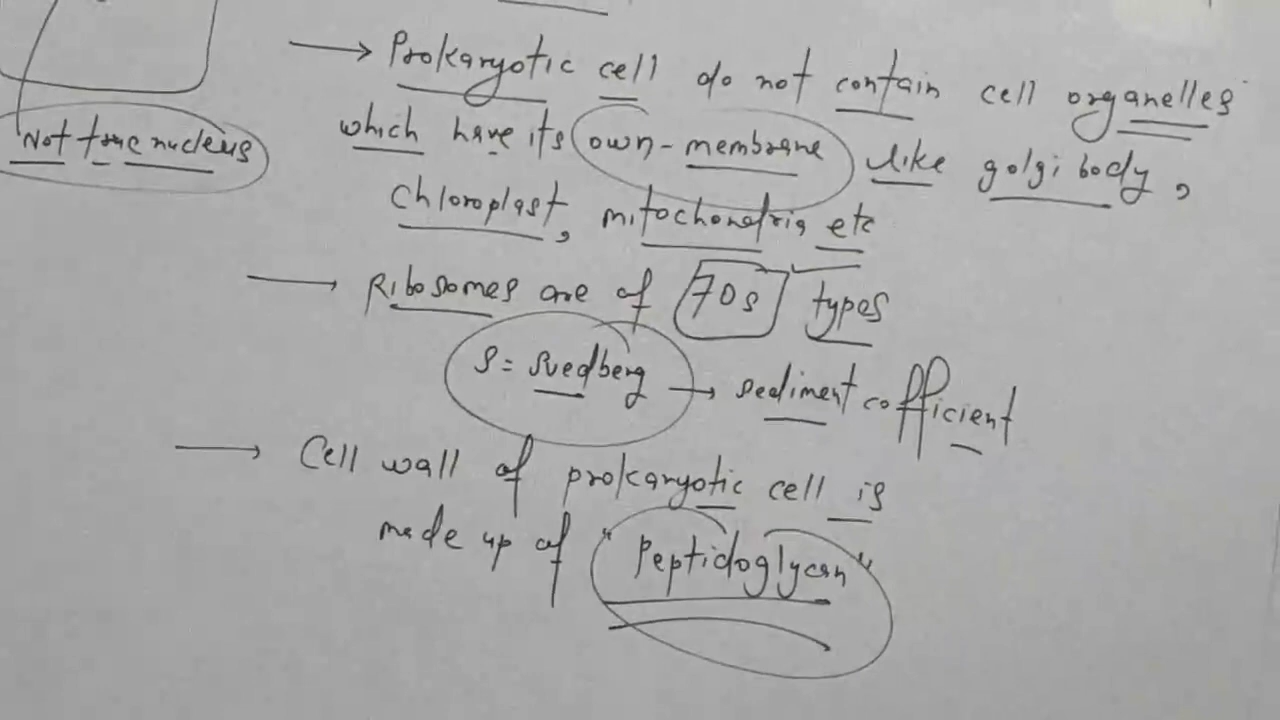 → Prokaryotic cell do not contain cell organelles
Not true nucleus
which have its own-membrane like golgi body,
chloroplast, mitochondria etc
→ Ribosomes are of 70s types
S = Svedberg → sediment cofficient
→ Cell wall of prokaryotic cell is
made up of "Peptidoglycan"